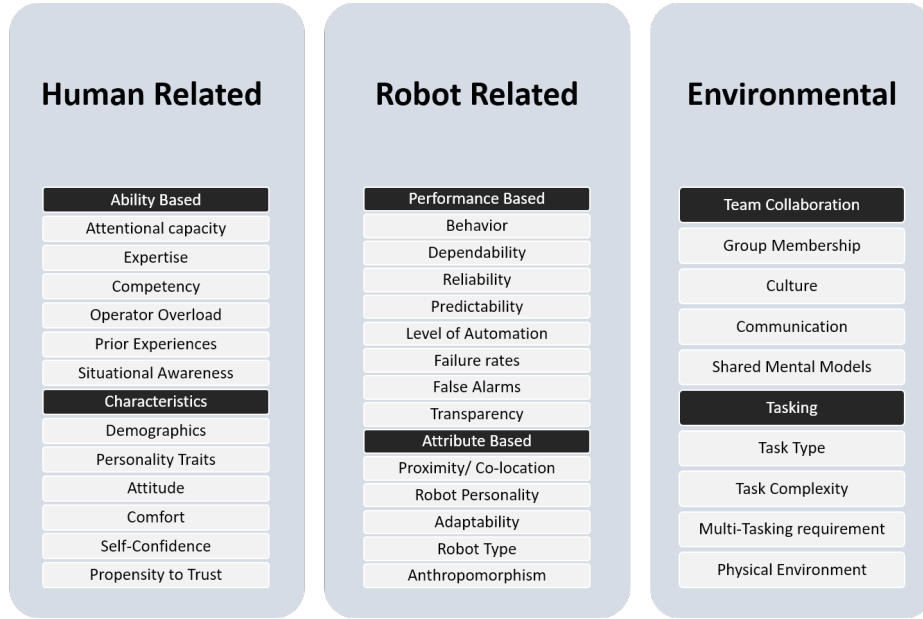 Human Related
Ability Based
Attentional capacity
Expertise
Competency
Operator Overload
Prior Experiences
Situational Awareness
Characteristics
Demographics
Personality Traits
Attitude
Comfort
Self-Confidence
Propensity to Trust
Robot Related
Performance Based
Behavior
Dependability
Reliability
Predictability
Level of Automation
Failure rates
False Alarms
Transparency
Attribute Based
Proximity/ Co-location
Robot Personality
Adaptability
Robot Type
Anthropomorphism
Environmental
Team Collaboration
Group Membership
Culture
Communication
Shared Mental Models
Tasking
Task Type
Task Complexity
Multi-Tasking requirement
Physical Environment